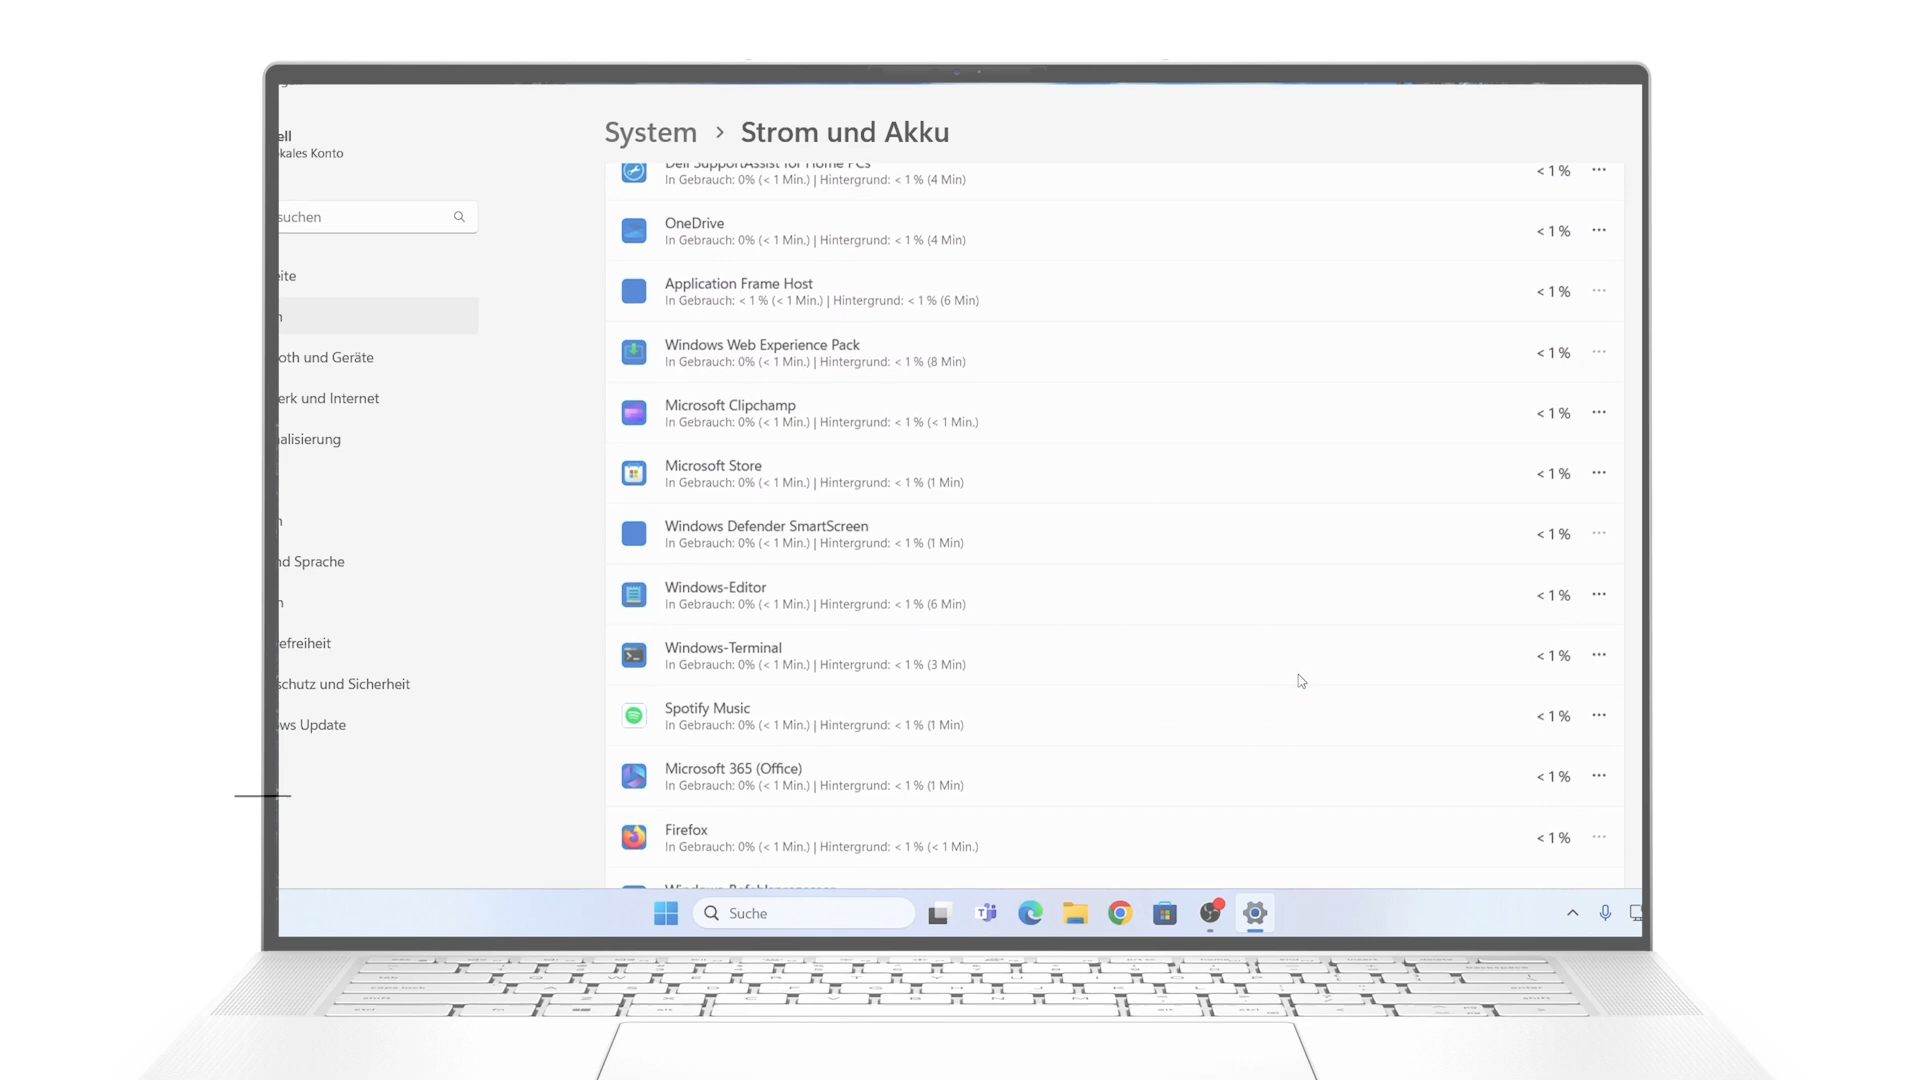 ell
kales Konto
suchen
eite
n
oth und Geräte
erk und Internet
alisierung
n
nd Sprache
n
efreiheit
schutz und Sicherheit
ws Update
System > Strom und Akku
Dell SupportAssist for Home PCs
In Gebrauch: 0% (< 1 Min.) | Hintergrund: < 1 % (4 Min)
< 1 %
OneDrive
In Gebrauch: 0% (< 1 Min.) | Hintergrund: < 1 % (4 Min)
< 1 %
Application Frame Host
In Gebrauch: < 1 % (< 1 Min.) | Hintergrund: < 1 % (6 Min)
< 1 %
Windows Web Experience Pack
In Gebrauch: 0% (< 1 Min.) | Hintergrund: < 1 % (8 Min)
< 1 %
Microsoft Clipchamp
In Gebrauch: 0% (< 1 Min.) | Hintergrund: < 1 % (< 1 Min.)
< 1 %
Microsoft Store
In Gebrauch: 0% (< 1 Min.) | Hintergrund: < 1 % (1 Min)
< 1 %
Windows Defender SmartScreen
In Gebrauch: 0% (< 1 Min.) | Hintergrund: < 1 % (1 Min)
< 1 %
Windows-Editor
In Gebrauch: 0% (< 1 Min.) | Hintergrund: < 1 % (6 Min)
< 1 %
Windows-Terminal
In Gebrauch: 0% (< 1 Min.) | Hintergrund: < 1 % (3 Min)
< 1 %
Spotify Music
In Gebrauch: 0% (< 1 Min.) | Hintergrund: < 1 % (1 Min)
< 1 %
Microsoft 365 (Office)
In Gebrauch: 0% (< 1 Min.) | Hintergrund: < 1 % (1 Min)
< 1 %
Firefox
In Gebrauch: 0% (< 1 Min.) | Hintergrund: < 1 % (< 1 Min.)
< 1 %
Suche